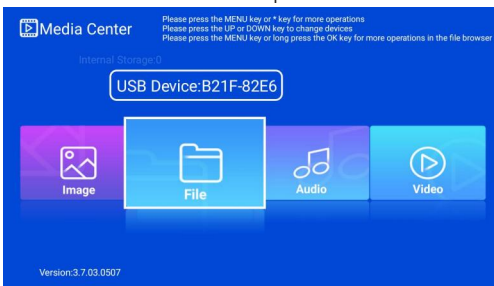 Media Center
Please press the MENU key or * key for more operations
Please press the UP or DOWN key to change devices
Please press the MENU key or long press the OK key for more operations in the file browser
Internal Storage:0
USB Device:B21F-82E6
Image
File
Audio
Video
Version:3.7.03.0507